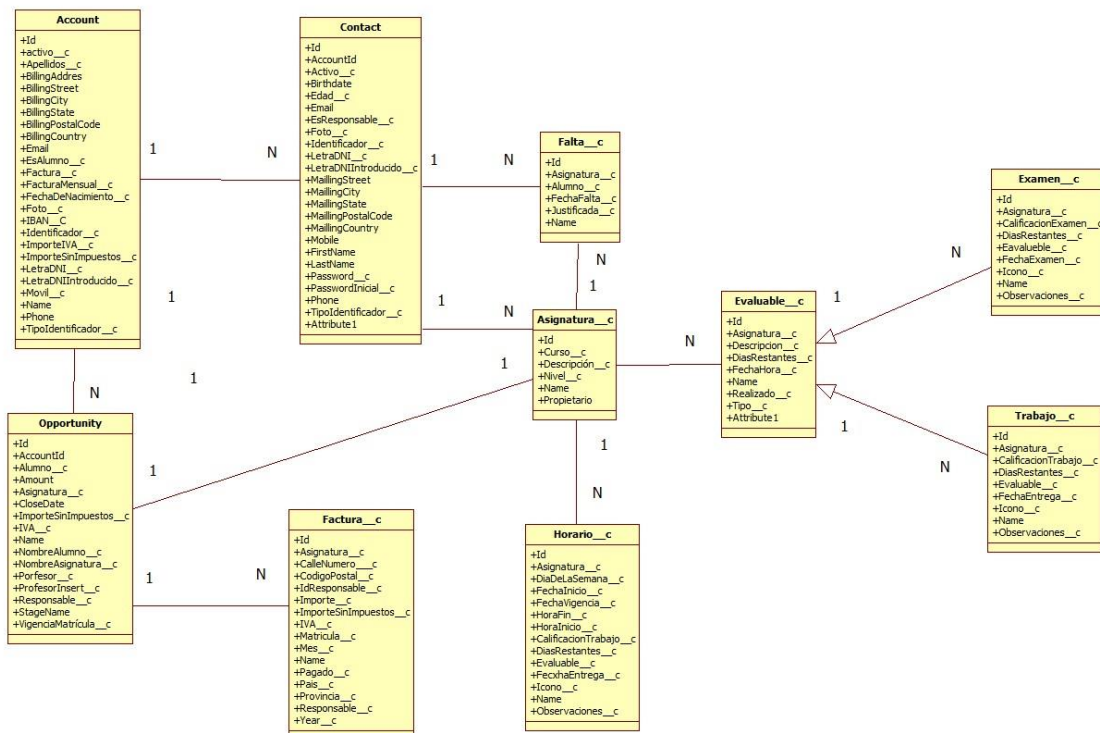 Account
+Id
+activo__c
+Apellidos__c
+BillingAddres
+BillingStreet
+BillingCity
+BillingState
+BillingPostalCode
+BillingCountry
+Email
+EsAlumno__c
+Factura__c
+FacturaMensual__c
+FechaDeNacimiento__c
+Foto__c
+IBAN__C
+Identificador__c
+ImporteIVA__c
+ImporteSinImpuestos__c
+LetraDNI__c
+LetraDNIIntroducido__c
+Movil__c
+Name
+Phone
+TipoIdentificador__c
Contact
+Id
+AccountId
+Activo__c
+Birthdate
+Edad__c
+Email
+EsResponsable__c
+Foto__c
+Identificador__c
+LetraDNI__c
+LetraDNIIntroducido__c
+MaillingStreet
+MaillingCity
+MaillingState
+MaillingPostalCode
+MaillingCountry
+Mobile
+FirstName
+LastName
+Password__c
+PasswordInicial__c
+Phone
+TipoIdentificador__c
+Attribute1
Falta__c
+Id
+Asignatura__c
+Alumno__c
+FechaFalta__c
+Justificada__c
+Name
Examen__c
+Id
+Asignatura__c
+CalificacionExamen__c
+DiasRestantes__c
+Eavalueble__c
+FechaExamen__c
+Icono__c
+Name
+Observaciones__c
Evaluable__c
+Id
+Asignatura__c
+Descripcion__c
+DiasRestantes__c
+FechaHora__c
+Name
+Realizado__c
+Tipo__c
+Attribute1
Asignatura__c
+Id
+Curso__c
+Descripción__c
+Nivel__c
+Name
+Propietario
Trabajo__c
+Id
+Asignatura__c
+CalificacionTrabajo__c
+DiasRestantes__c
+Evaluable__c
+FechaEntrega__c
+Icono__c
+Name
+Observaciones__c
Opportunity
+Id
+AccountId
+Alumno__c
+Amount
+Asignatura__c
+CloseDate
+ImporteSinImpuestos__c
+IVA__c
+Name
+NombreAlumno__c
+NombreAsignatura__c
+Porfesor__c
+ProfesorInsert__c
+Responsable__c
+StageName
+VigenciaMatrícula__c
Factura__c
+Id
+Asignatura__c
+CalleNumero__c
+CodigoPostal__c
+IdResponsable__c
+Importe__c
+ImporteSinImpuestos__c
+IVA__c
+Matricula__c
+Mes__c
+Name
+Pagado__c
+Pais__c
+Provincia__c
+Responsable__c
+Year__c
Horario__c
+Id
+Asignatura__c
+DiaDeLaSemana__c
+FechaInicio__c
+FechaVigencia__c
+HoraFin__c
+HoraInicio__c
+CalificacionTrabajo__c
+DiasRestantes__c
+Evaluable__c
+FecxhaEntrega__c
+Icono__c
+Name
+Observaciones__c
1
N
1
N
N
1
1
N
1
N
1
N
1
1
N
1
N
1
1
N
1
N
1
N